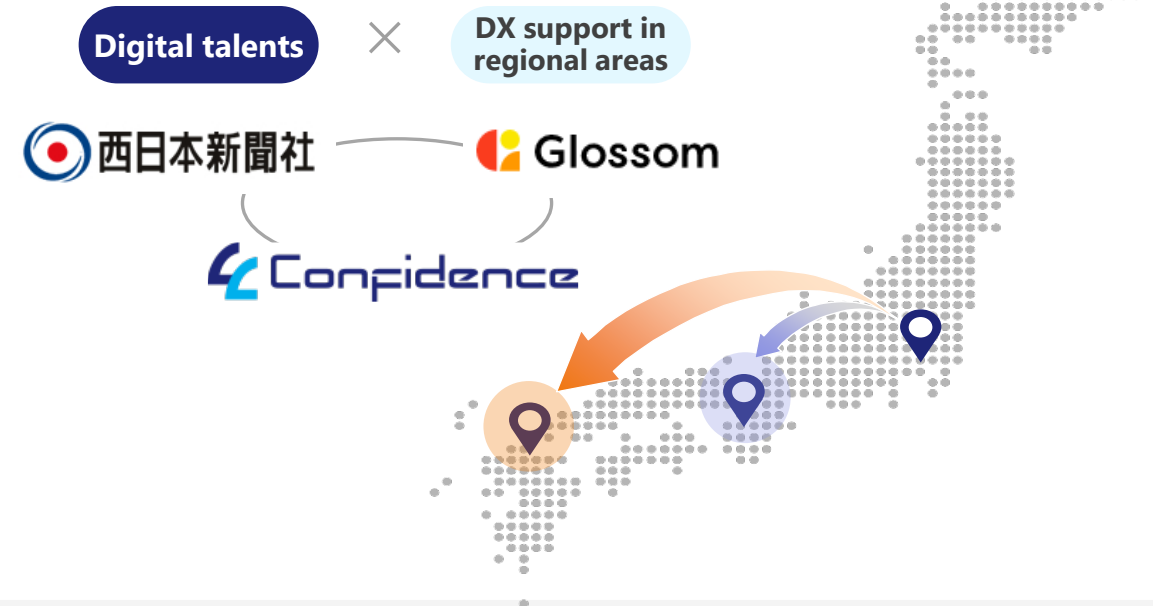 Digital talents
DX support in
regional areas
西日本新聞社
Glossom
Confidence